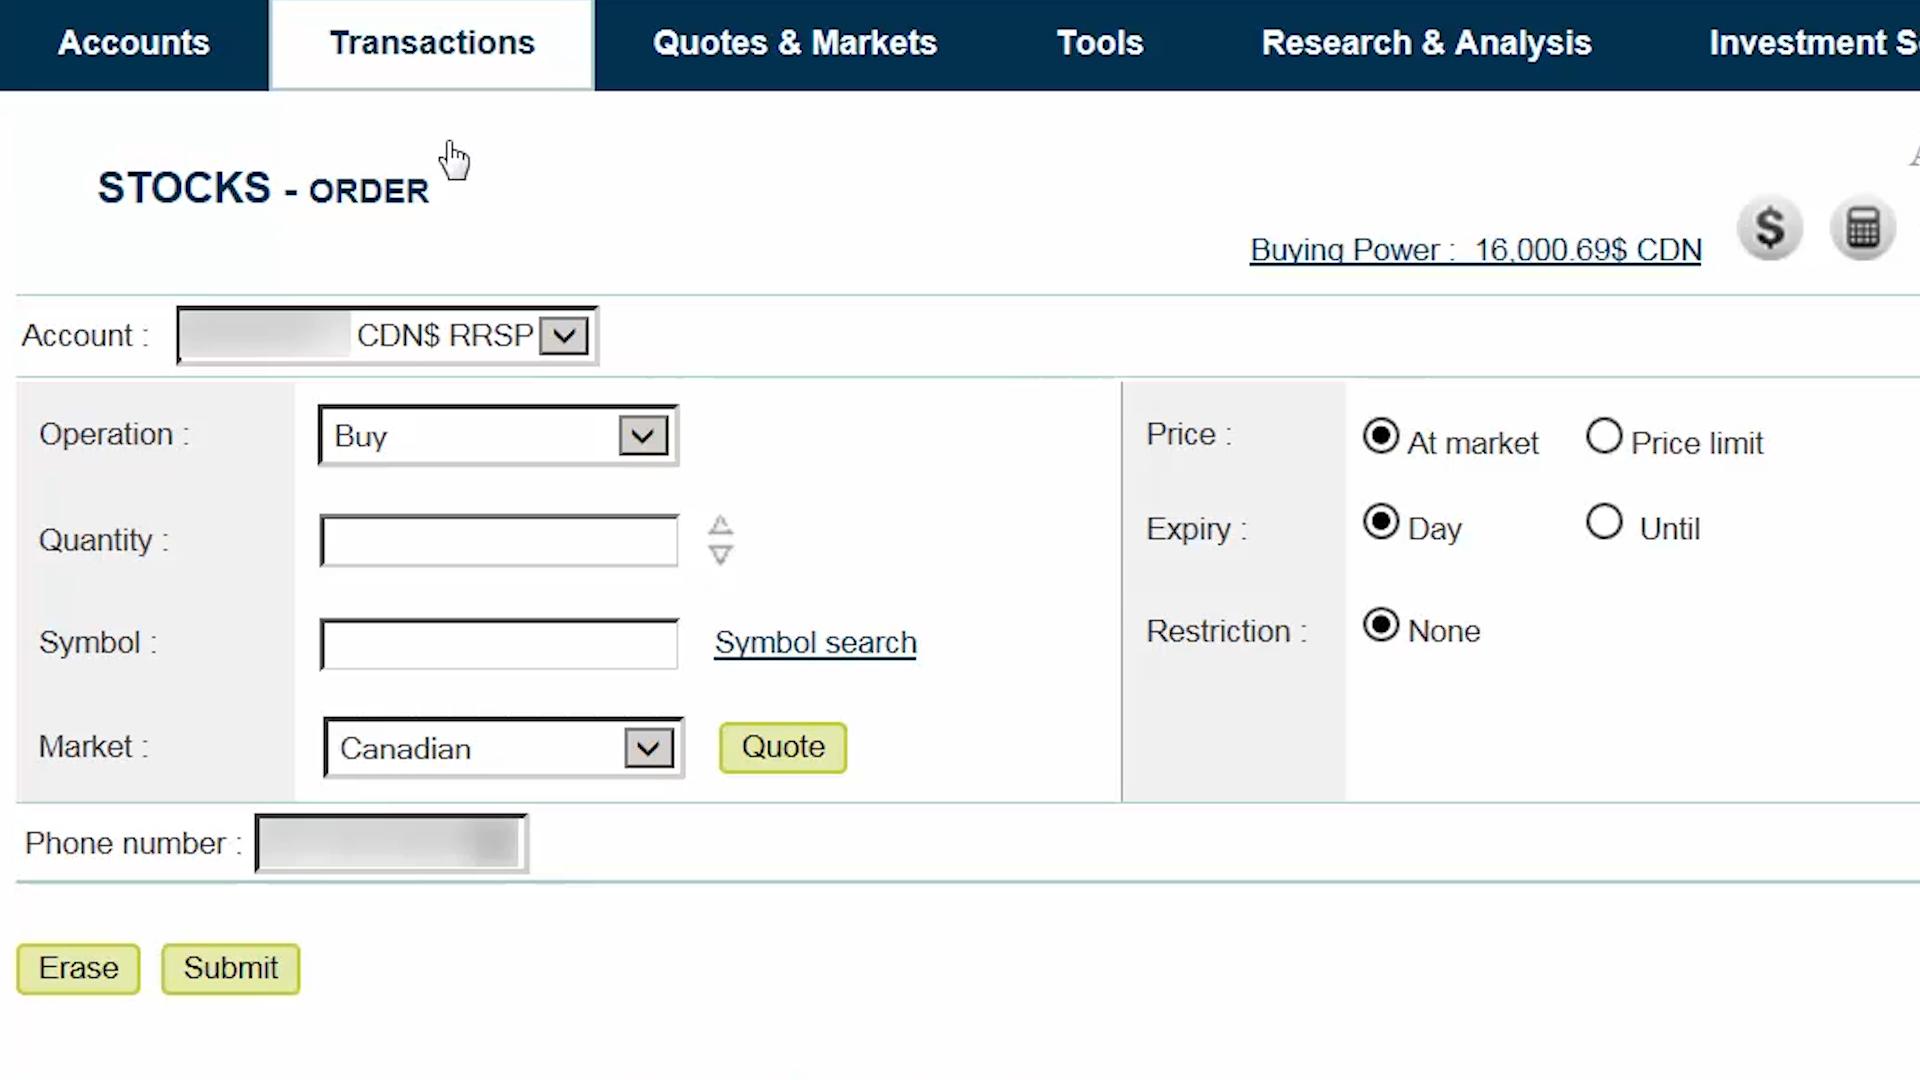 Accounts Transactions Quotes & Markets Tools Research & Analysis Investment
STOCKS - ORDER
Buying Power : 16,000.69$ CDN
Account : CDN$ RRSP
Operation : Buy
Price : At market Price limit
Quantity :
Expiry : Day Until
Symbol : Symbol search
Restriction : None
Market : Canadian Quote
Phone number :
Erase Submit